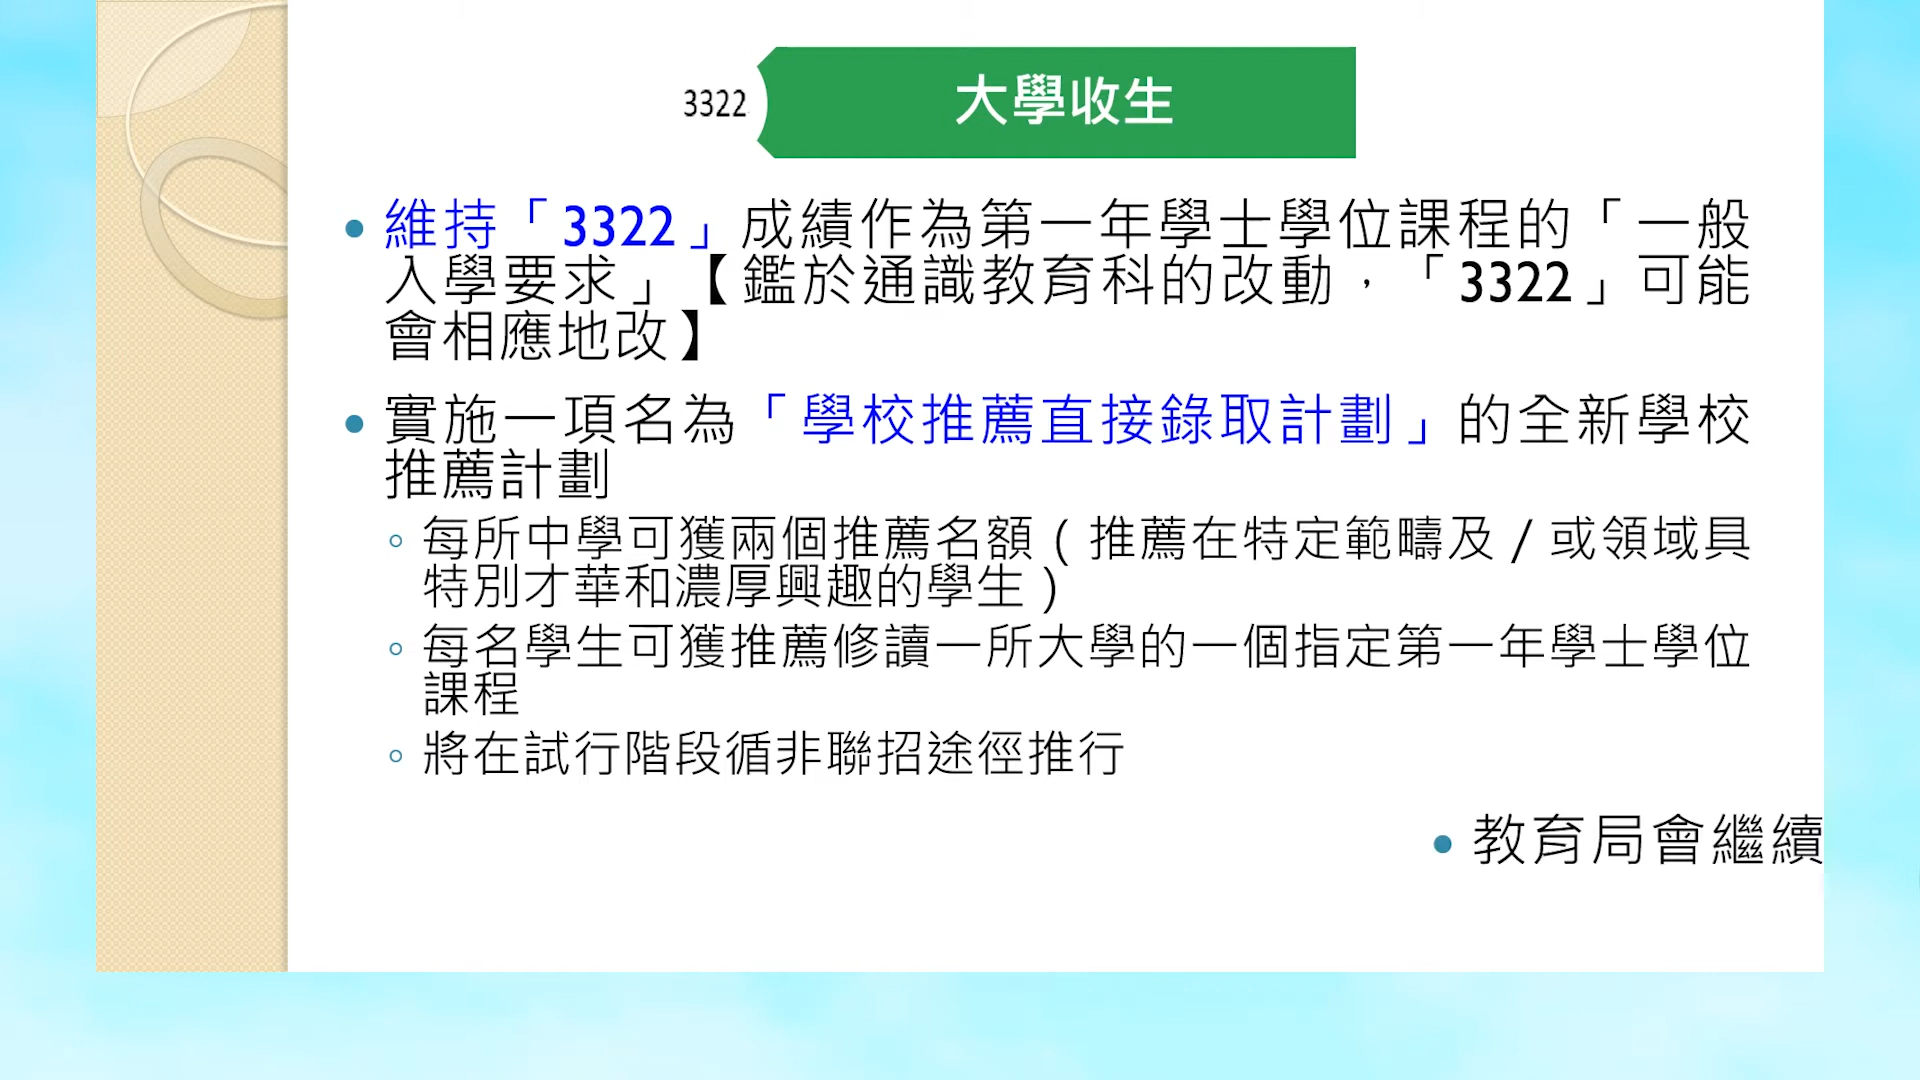 3322
大學收生
• 維持「3322」成績作為第一年學士學位課程的「一般
入學要求」【鑑於通識教育科的改動，「3322」可能
會相應地改】
• 實施一項名為「學校推薦直接錄取計劃」的全新學校
推薦計劃
◦ 每所中學可獲兩個推薦名額（推薦在特定範疇及/或領域具
特別才華和濃厚興趣的學生）
◦ 每名學生可獲推薦修讀一所大學的一個指定第一年學士學位
課程
◦ 將在試行階段循非聯招途徑推行
• 教育局會繼續